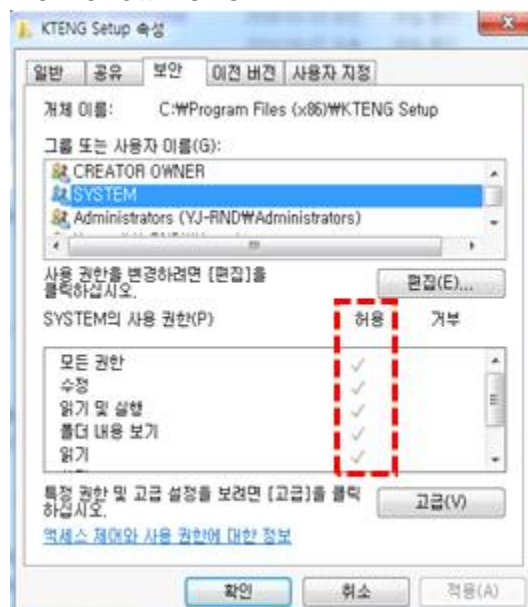 KTENG Setup 속성
일반 공유 보안 이전 버전 사용자 지정
개체 이름: C:₩Program Files (x86)₩KTENG Setup
그룹 또는 사용자 이름(G):
CREATOR OWNER
SYSTEM
Administrators (YJ-RND₩Administrators)
사용 권한을 변경하려면 [편집]을
클릭하십시오.
편집(E)...
SYSTEM의 사용 권한(P) 허용 거부
모든 권한
수정
읽기 및 실행
폴더 내용 보기
읽기
특정 권한 및 고급 설정을 보려면 [고급]을 클릭
하십시오.
고급(V)
액세스 제어와 사용 권한에 대한 정보
확인 취소 적용(A)